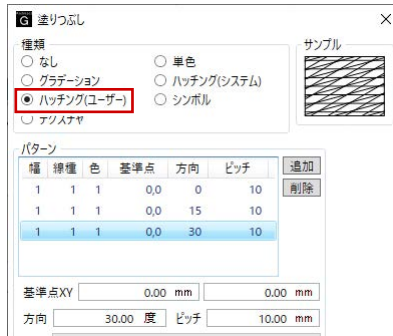 G 塗りつぶし
種類
なし 単色
グラデーション ハッチング(システム)
ハッチング(ユーザー) シンボル
テクスチャ
サンプル
パターン
幅 線種 色 基準点 方向 ピッチ
1 1 1 0,0 0 10
1 1 1 0,0 15 10
1 1 1 0,0 30 10
追加
削除
基準点XY 0.00 mm 0.00 mm
方向 30.00 度 ピッチ 10.00 mm